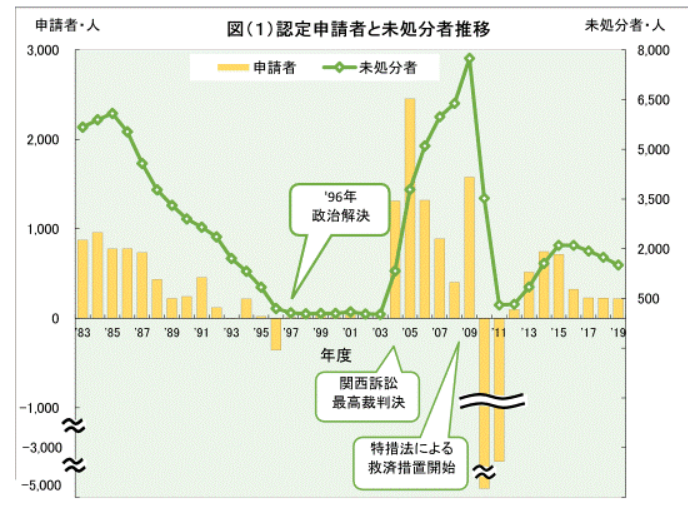 申請者・人
図(1)認定申請者と未処分者推移
未処分者・人
申請者
未処分者
3,000
2,000
1,000
0
-1,000
-3,000
-5,000
8,000
6,500
5,000
3,500
2,000
500
'96年
政治解決
'83 '85 '87 '89 '91 '93 '95 '97 '99 '01 '03 '05 '07 '09 '11 '13 '15 '17 '19
年度
関西訴訟
最高裁判決
特措法による
救済措置開始